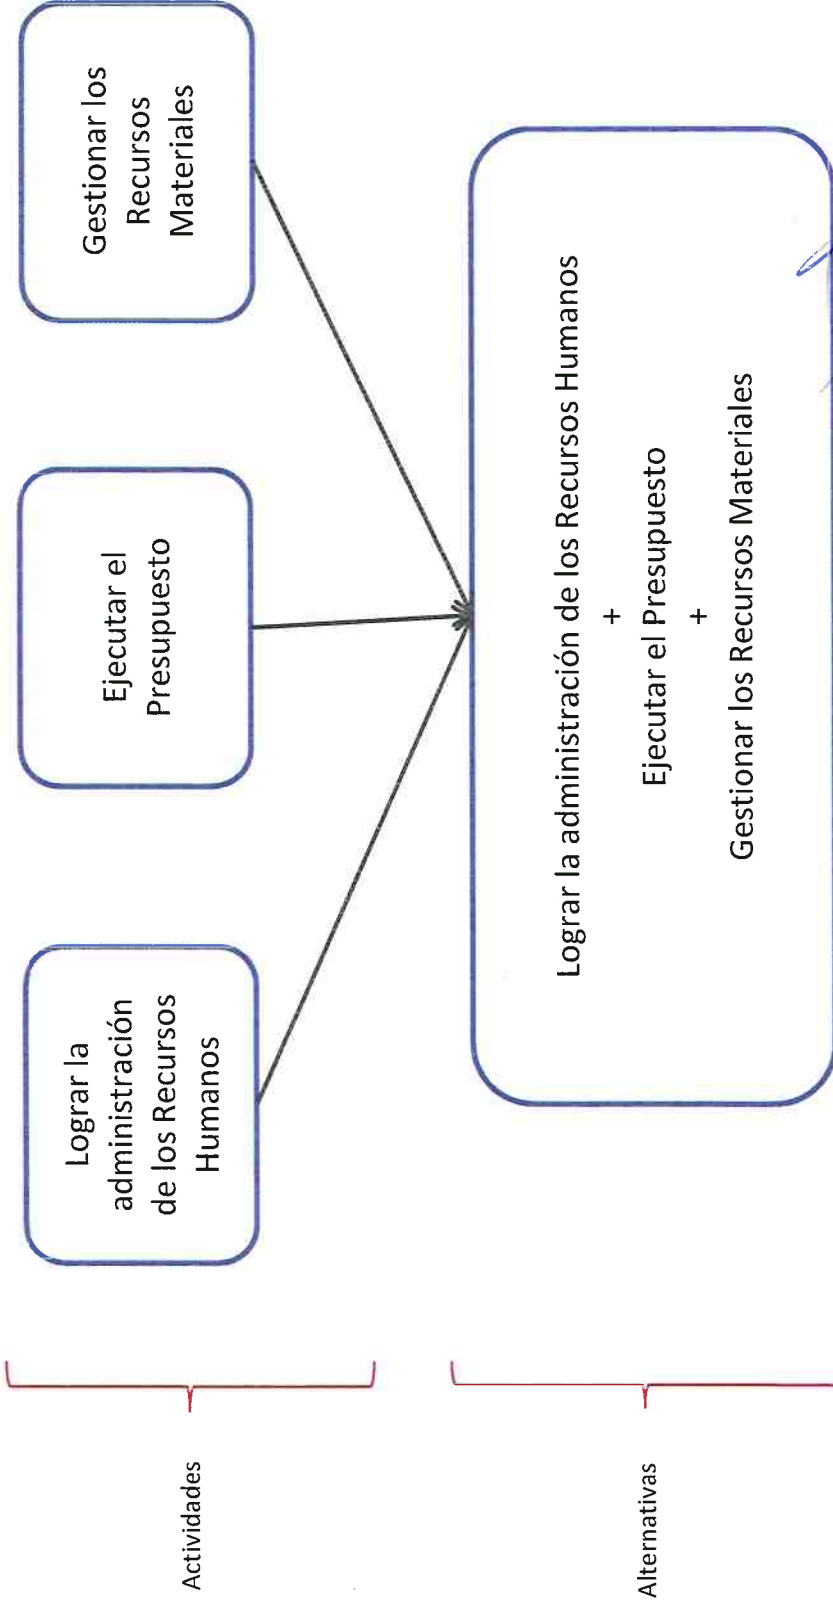 Actividades
Lograr la
administración
de los Recursos
Humanos
Ejecutar el
Presupuesto
Gestionar los
Recursos
Materiales
Alternativas
Lograr la administración de los Recursos Humanos
+
Ejecutar el Presupuesto
+
Gestionar los Recursos Materiales